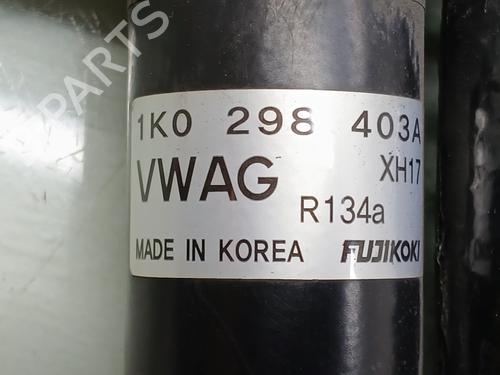 PARTS
1K0 298 403A
VWAG XH17
R134a
MADE IN KOREA FUJIKOKI